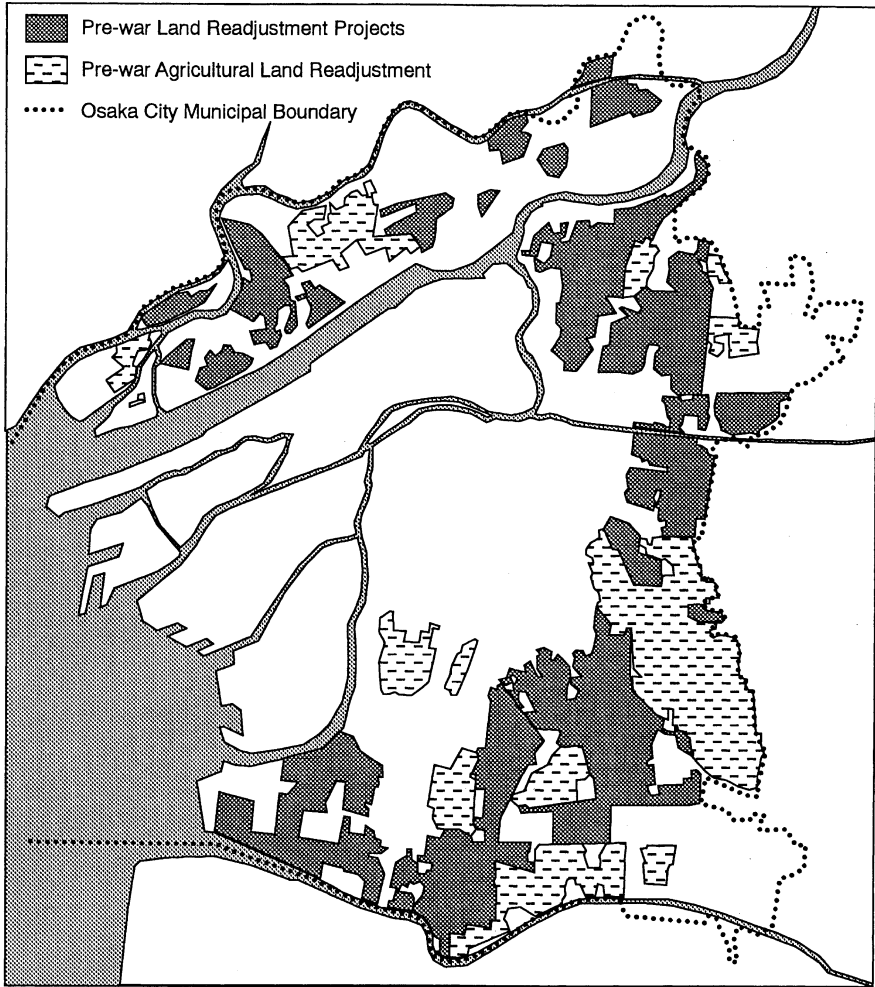 Pre-war Land Readjustment Projects
Pre-war Agricultural Land Readjustment
Osaka City Municipal Boundary